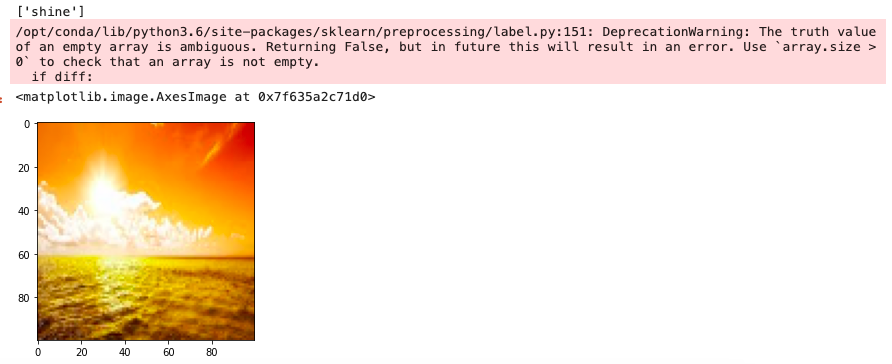 ['shine']
/opt/conda/lib/python3.6/site-packages/sklearn/preprocessing/label.py:151: DeprecationWarning: The truth value
of an empty array is ambiguous. Returning False, but in future this will result in an error. Use `array.size >
0` to check that an array is not empty.
  if diff:
<matplotlib.image.AxesImage at 0x7f635a2c71d0>
0
20
40
60
80
0 20 40 60 80